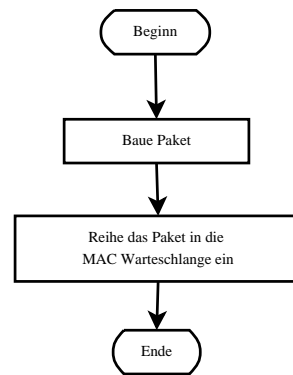 Beginn
Baue Paket
Reihe das Paket in die
MAC Warteschlange ein
Ende